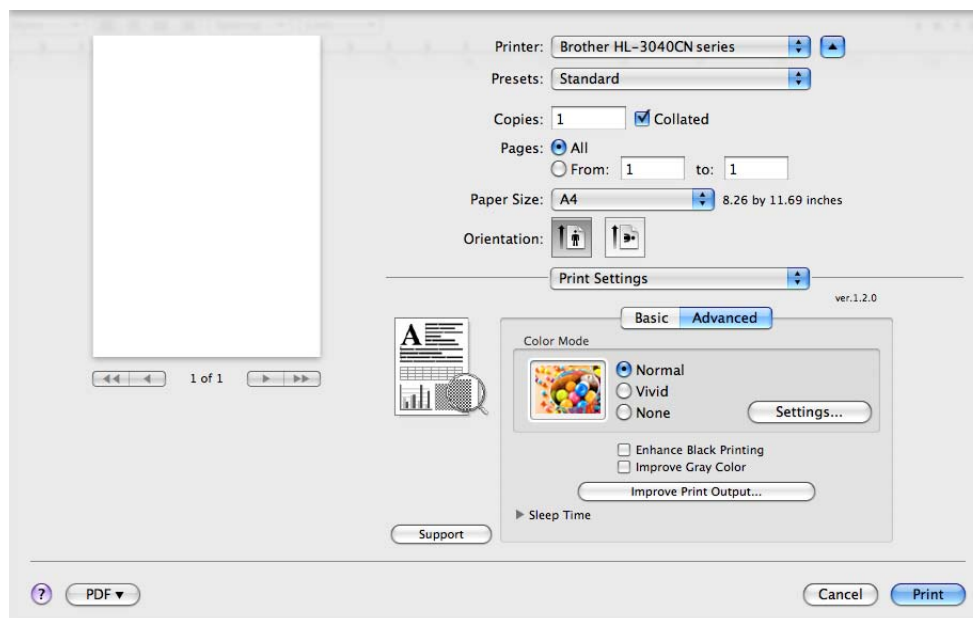 Printer: Brother HL-3040CN series
Presets: Standard
Copies: 1 Collated
Pages: All
From: 1 to: 1
Paper Size: A4 8.26 by 11.69 inches
Orientation:
Print Settings
ver.1.2.0
Basic Advanced
Color Mode
A
Normal
Vivid
None Settings...
Enhance Black Printing
Improve Gray Color
Improve Print Output...
Sleep Time
Support
1 of 1
? PDF ▼ Cancel Print